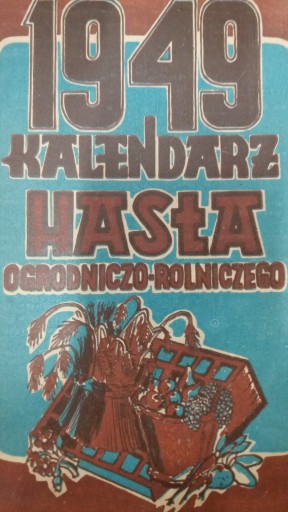 1949
KALENDARZ
HASŁA
OGRODNICZO-ROLNICZEGO